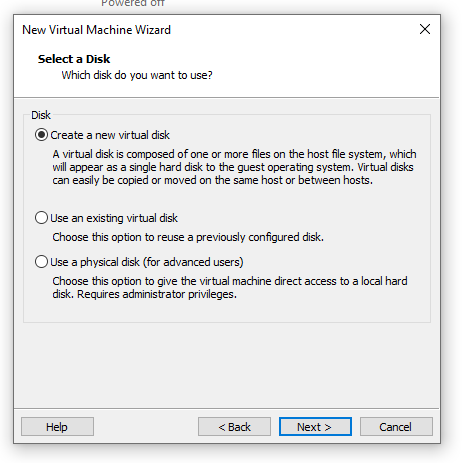 Powered off
New Virtual Machine Wizard
Select a Disk
Which disk do you want to use?
Disk
Create a new virtual disk
A virtual disk is composed of one or more files on the host file system, which
will appear as a single hard disk to the guest operating system. Virtual disks
can easily be copied or moved on the same host or between hosts.
Use an existing virtual disk
Choose this option to reuse a previously configured disk.
Use a physical disk (for advanced users)
Choose this option to give the virtual machine direct access to a local hard
disk. Requires administrator privileges.
Help
< Back
Next >
Cancel